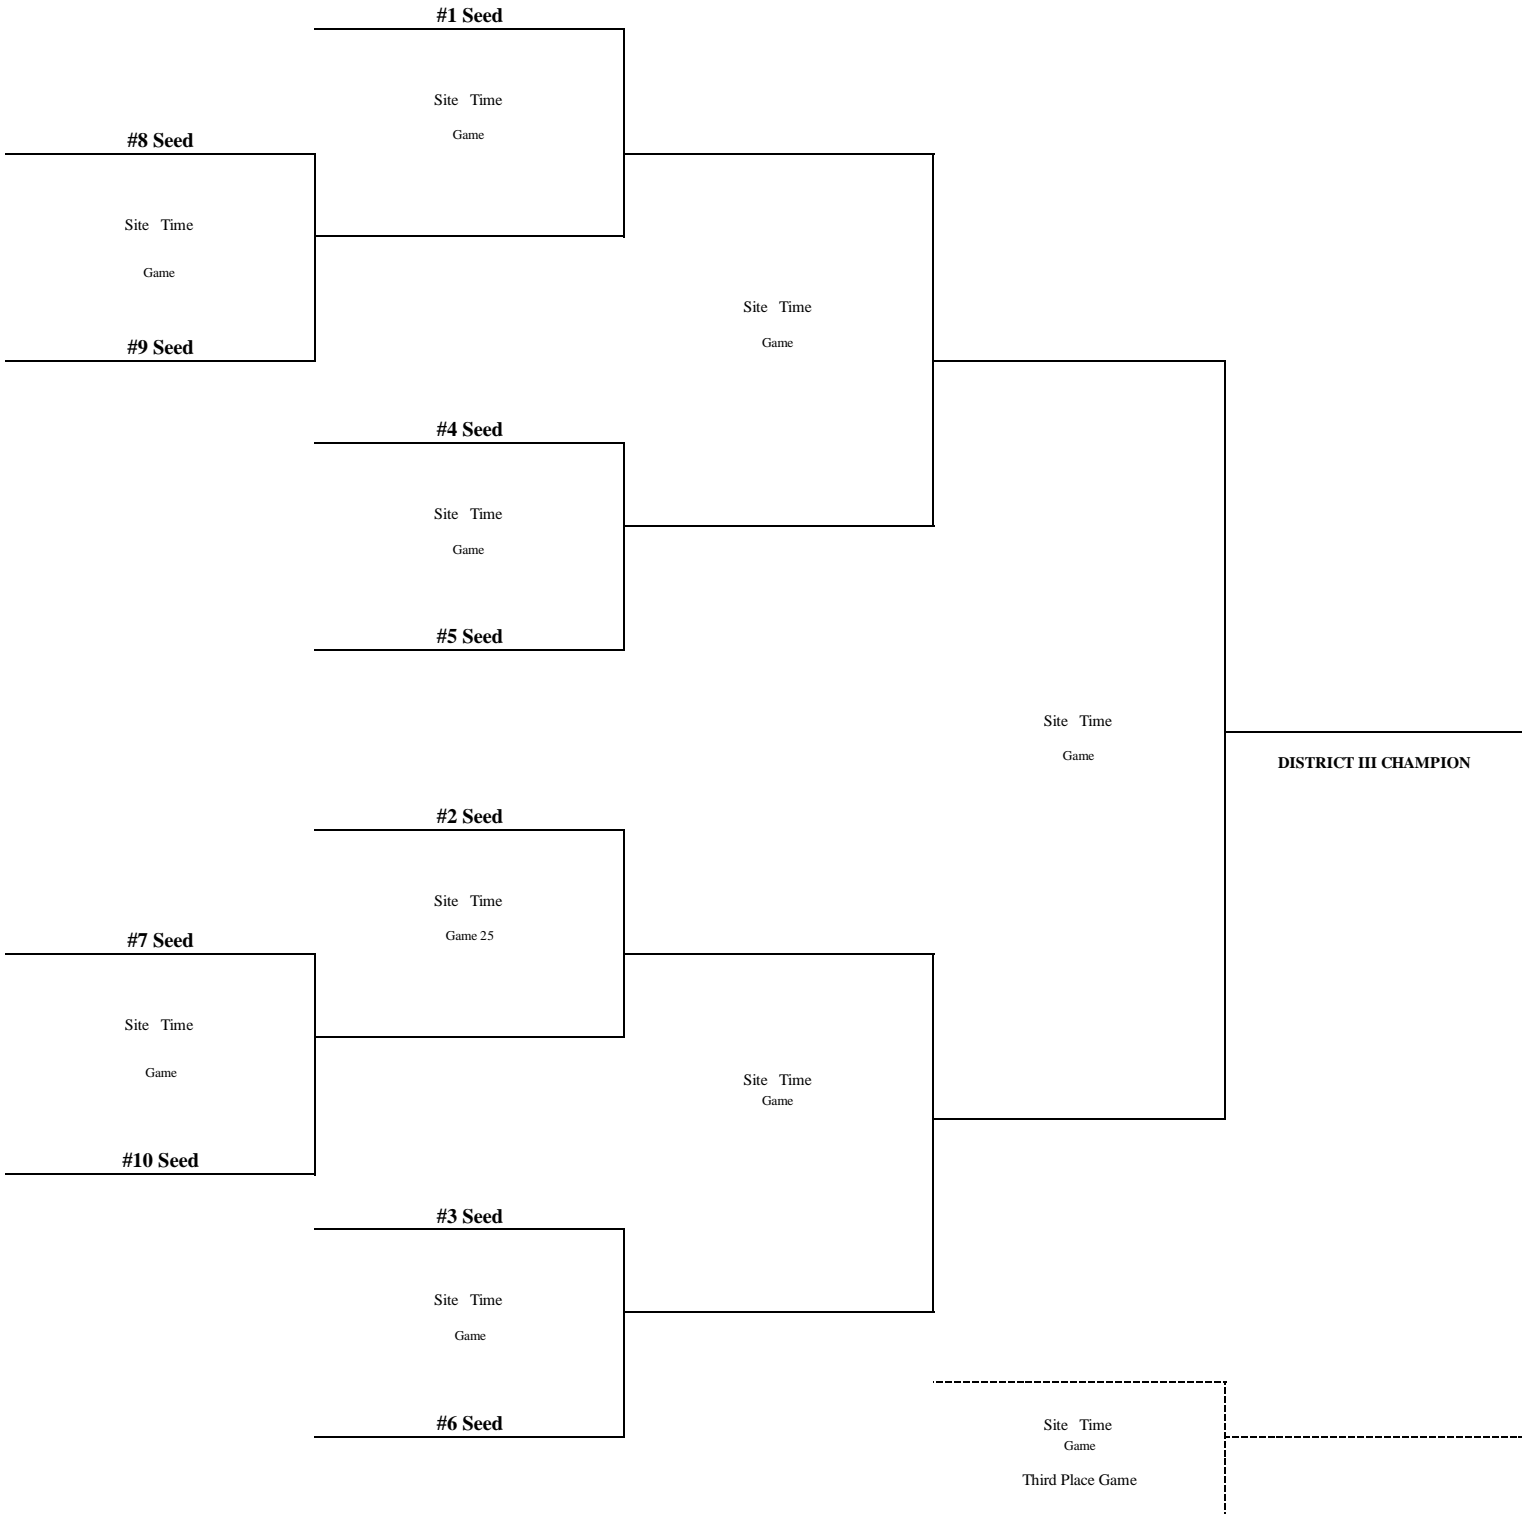 #1 Seed
Site Time
Game
#8 Seed
Site Time
Game
#9 Seed
Site Time
Game
#4 Seed
Site Time
Game
#5 Seed
Site Time
Game
DISTRICT III CHAMPION
#2 Seed
Site Time
Game 25
#7 Seed
Site Time
Game
#10 Seed
Site Time
Game
#3 Seed
Site Time
Game
#6 Seed
Site Time
Game
Third Place Game